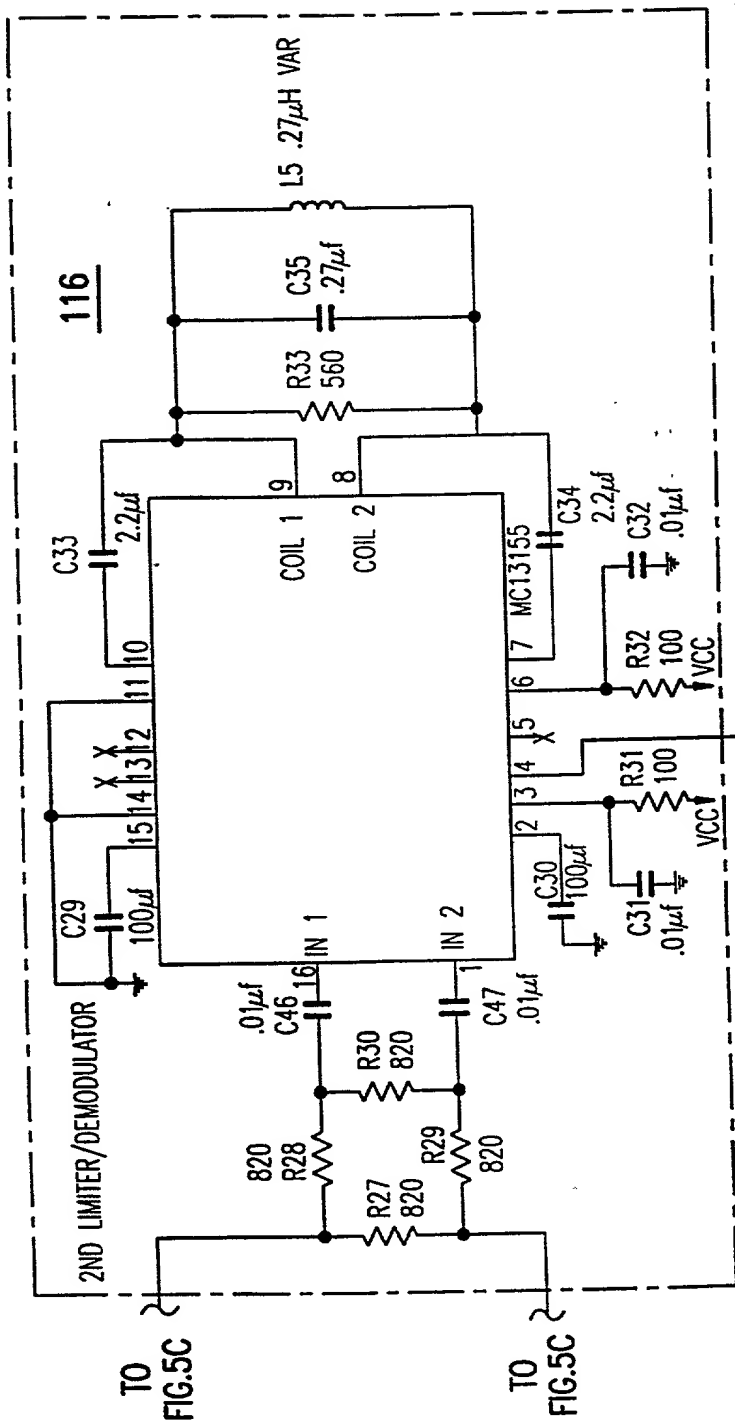 2ND LIMITER/DEMODULATOR
116
TO
FIG.5C
TO
FIG.5C
R27
820
820
R28
R29
820
R30
820
.01µf
C46
16
IN 1
C47
.01µf
1
IN 2
C29
100µf
15
14
13
X
12
X
11
10
C33
2.2µf
COIL 1
9
COIL 2
8
MC13155
R33
560
C35
.27µf
L5 .27µH VAR
2
3
4
5
X
6
7
C30
100µf
C31
.01µf
R31
100
VCC
R32
100
VCC
C32
.01µf
C34
2.2µf